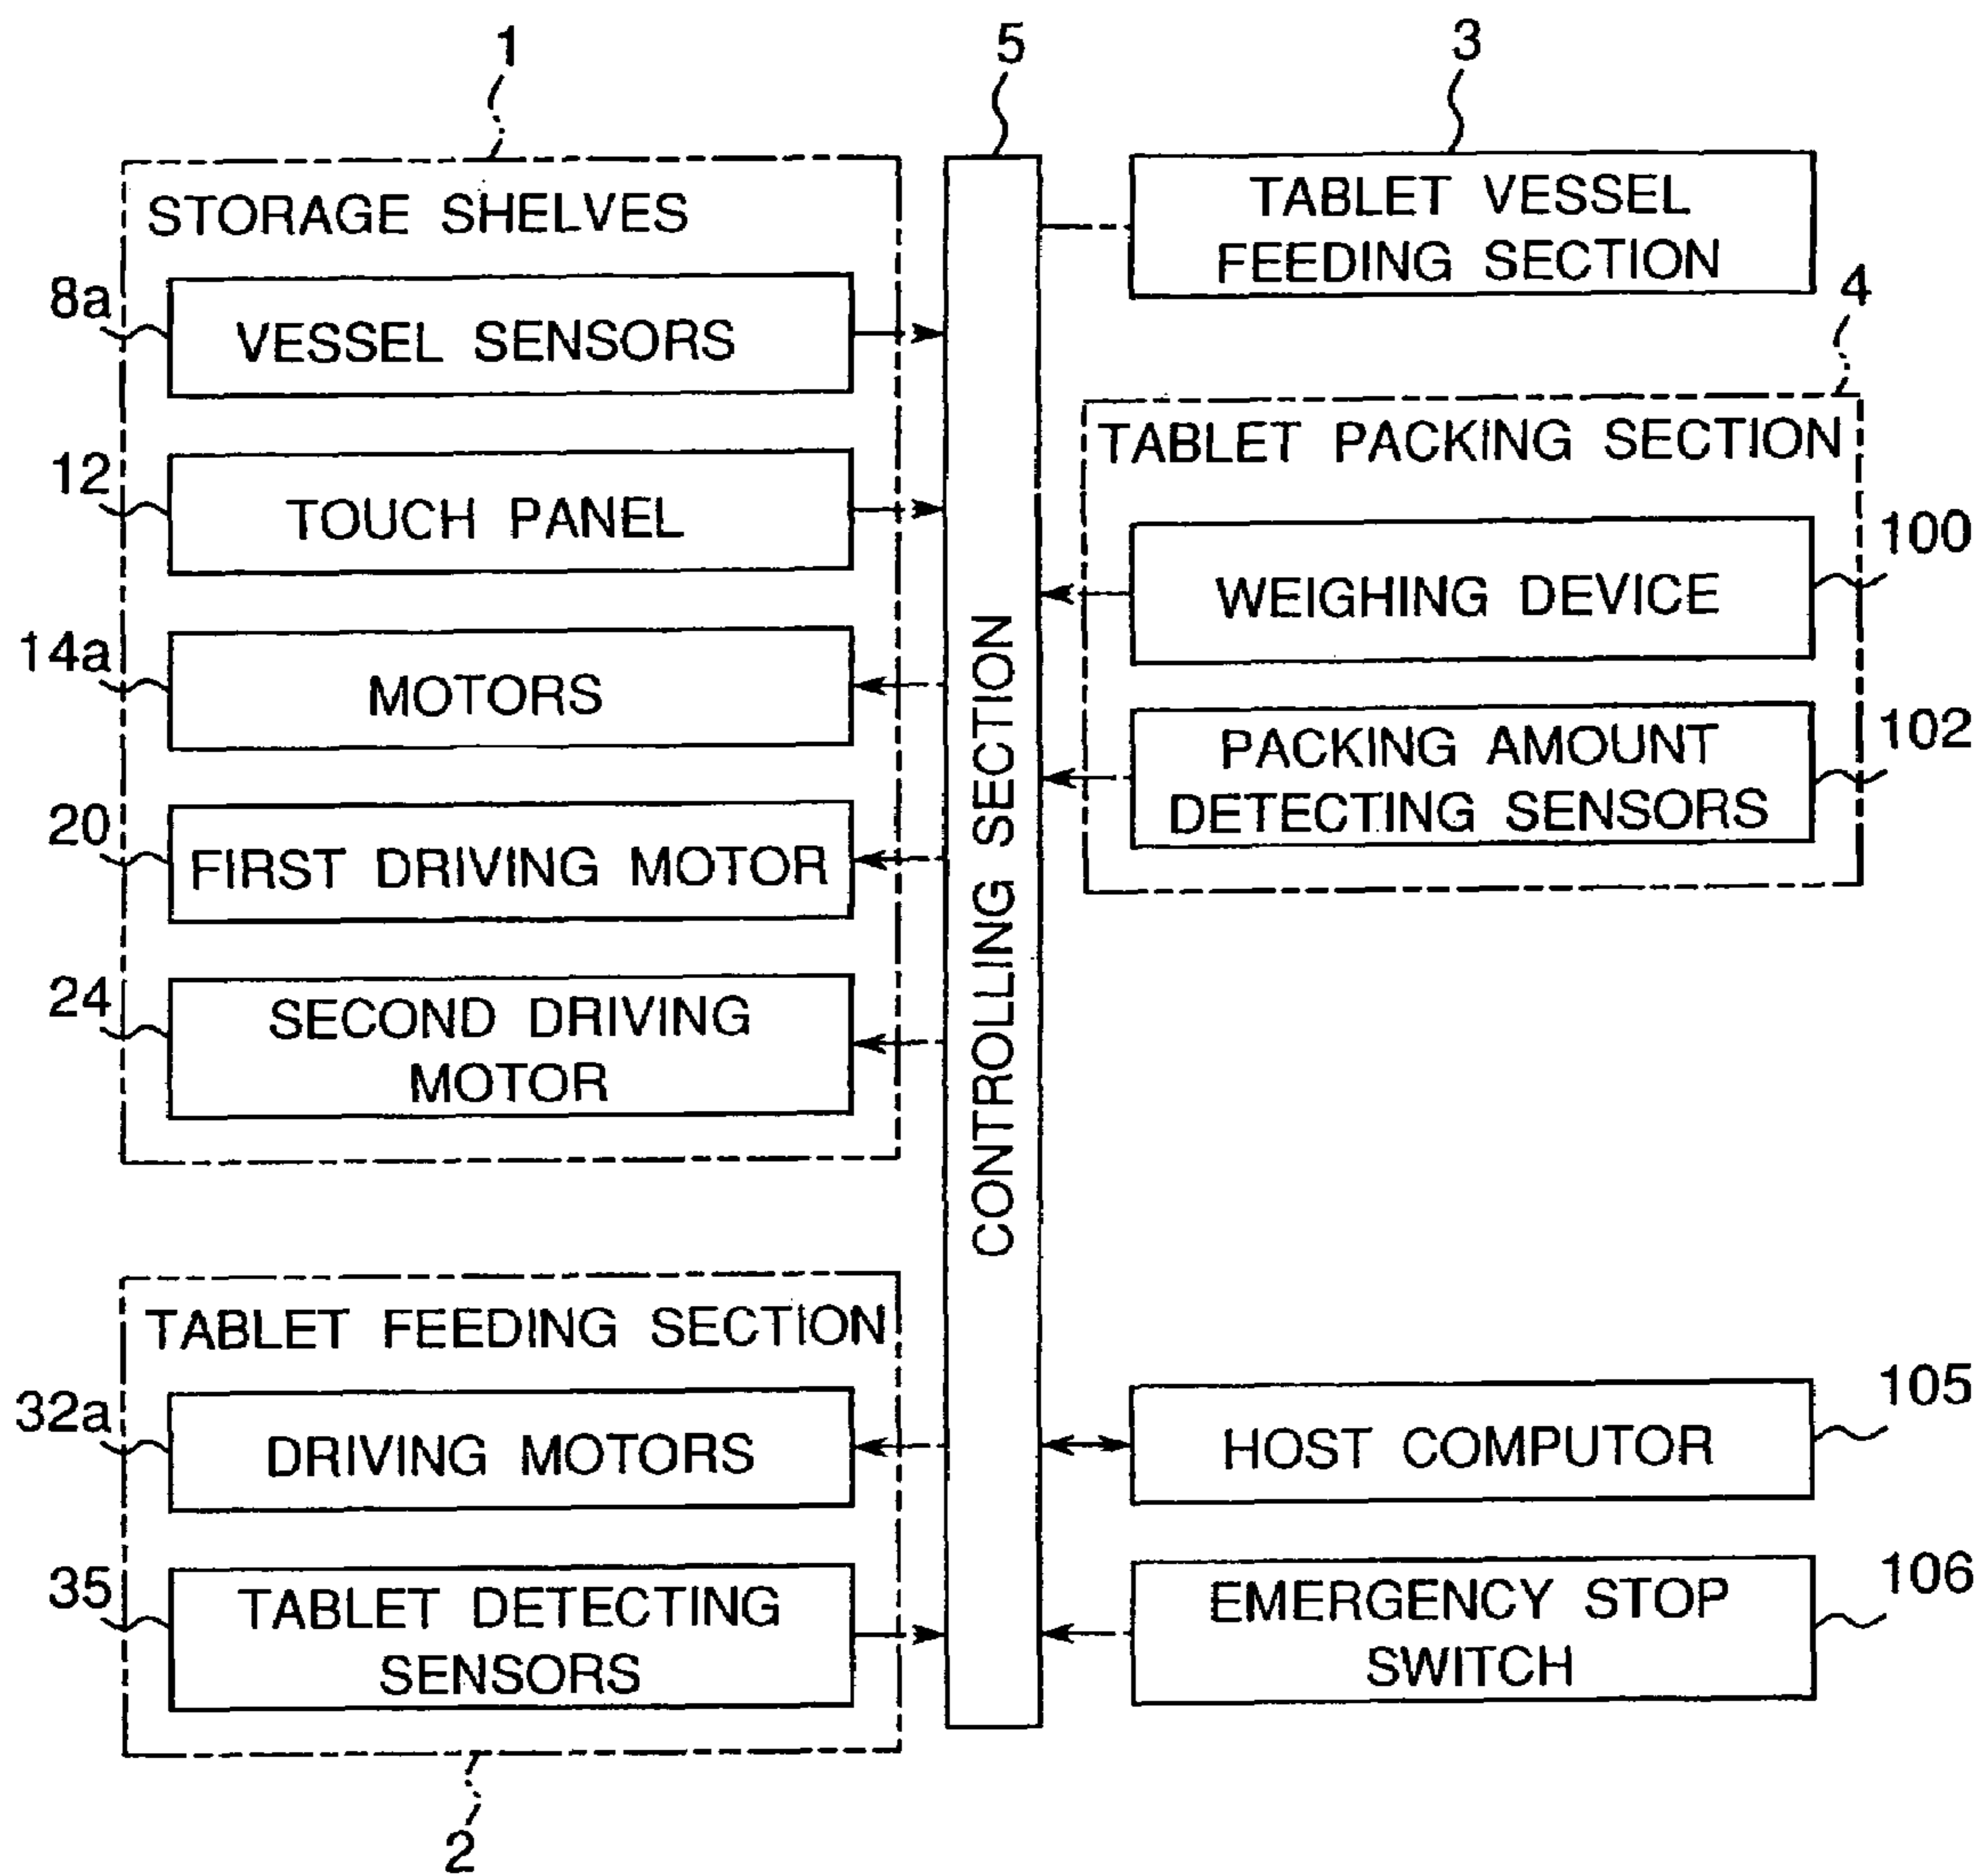 1
5
3
STORAGE SHELVES
8a
VESSEL SENSORS
12
TOUCH PANEL
14a
MOTORS
20
FIRST DRIVING MOTOR
24
SECOND DRIVING
MOTOR
TABLET FEEDING SECTION
32a
DRIVING MOTORS
35
TABLET DETECTING
SENSORS
2
CONTROLLING SECTION
TABLET VESSEL
FEEDING SECTION
4
TABLET PACKING SECTION
100
WEIGHING DEVICE
102
PACKING AMOUNT
DETECTING SENSORS
105
HOST COMPUTOR
106
EMERGENCY STOP
SWITCH